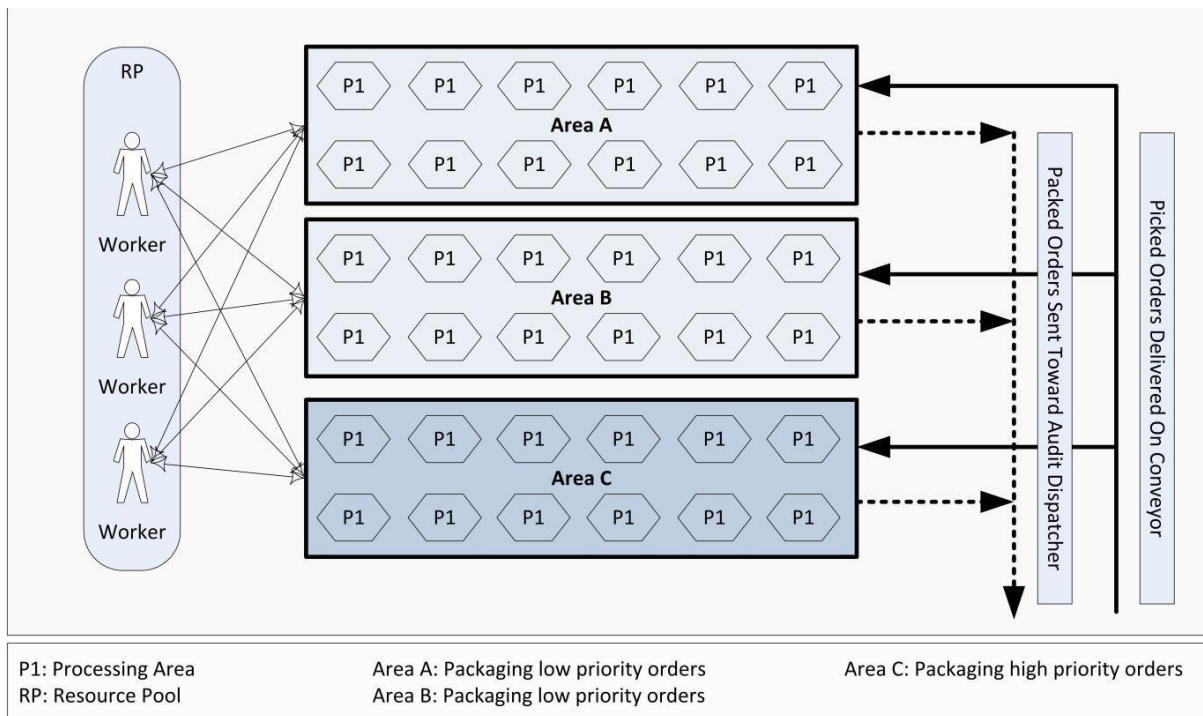 RP
Worker
Worker
Worker
P1 P1 P1 P1 P1 P1
Area A
P1 P1 P1 P1 P1 P1
P1 P1 P1 P1 P1 P1
Area B
P1 P1 P1 P1 P1 P1
P1 P1 P1 P1 P1 P1
Area C
P1 P1 P1 P1 P1 P1
Packed Orders Sent Toward Audit Dispatcher
Picked Orders Delivered On Conveyor
P1: Processing Area
RP: Resource Pool
Area A: Packaging low priority orders
Area B: Packaging low priority orders
Area C: Packaging high priority orders